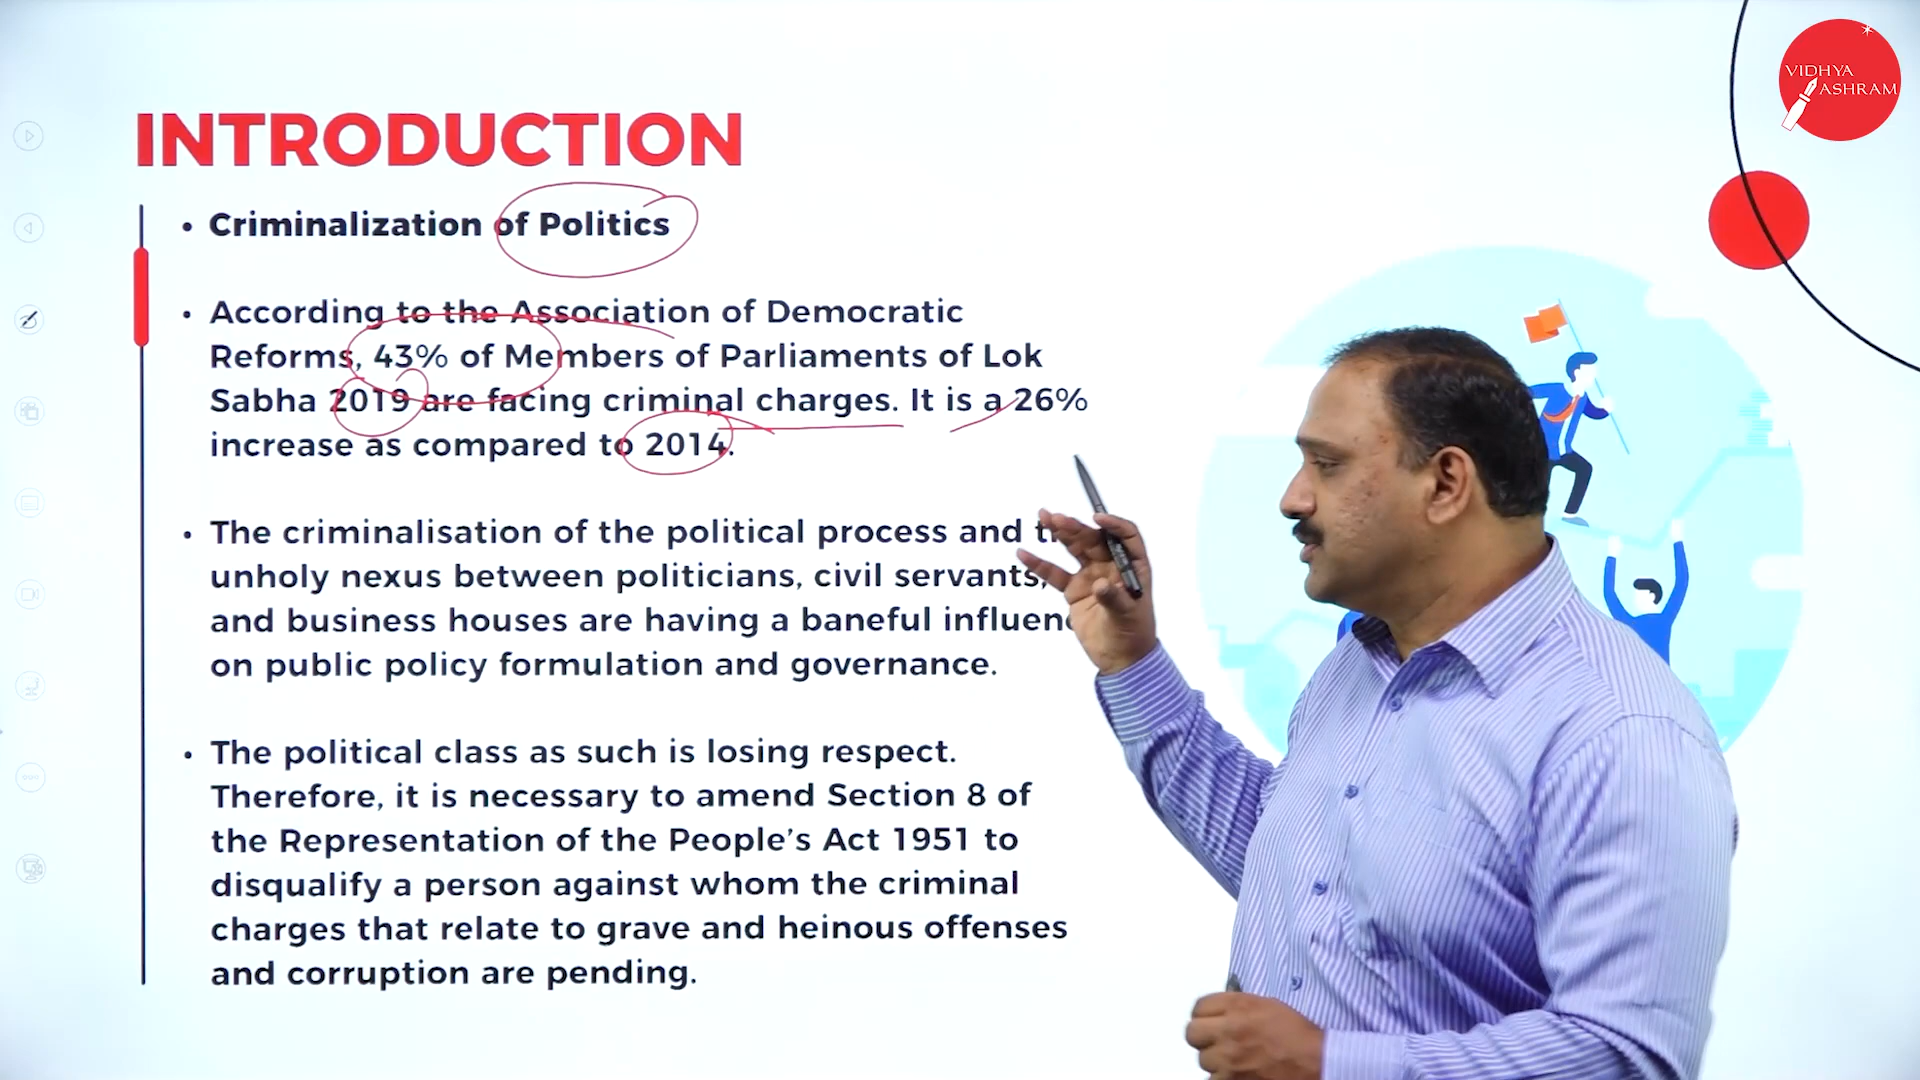 VIDHYA
ASHRAM
INTRODUCTION
• Criminalization of Politics
• According to the Association of Democratic
Reforms, 43% of Members of Parliaments of Lok
Sabha 2019 are facing criminal charges. It is a 26%
increase as compared to 2014.
• The criminalisation of the political process and
unholy nexus between politicians, civil servants,
and business houses are having a baneful
on public policy formulation and governance.
• The political class as such is losing respect.
Therefore, it is necessary to amend Section 8 of
the Representation of the People's Act 1951 to
disqualify a person against whom the criminal
charges that relate to grave and heinous offenses
and corruption are pending.